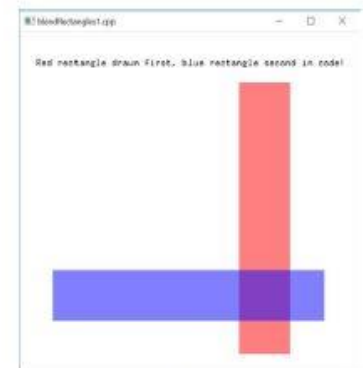 blendRectangles1.cpp
Red rectangle drawn first, blue rectangle second in code!